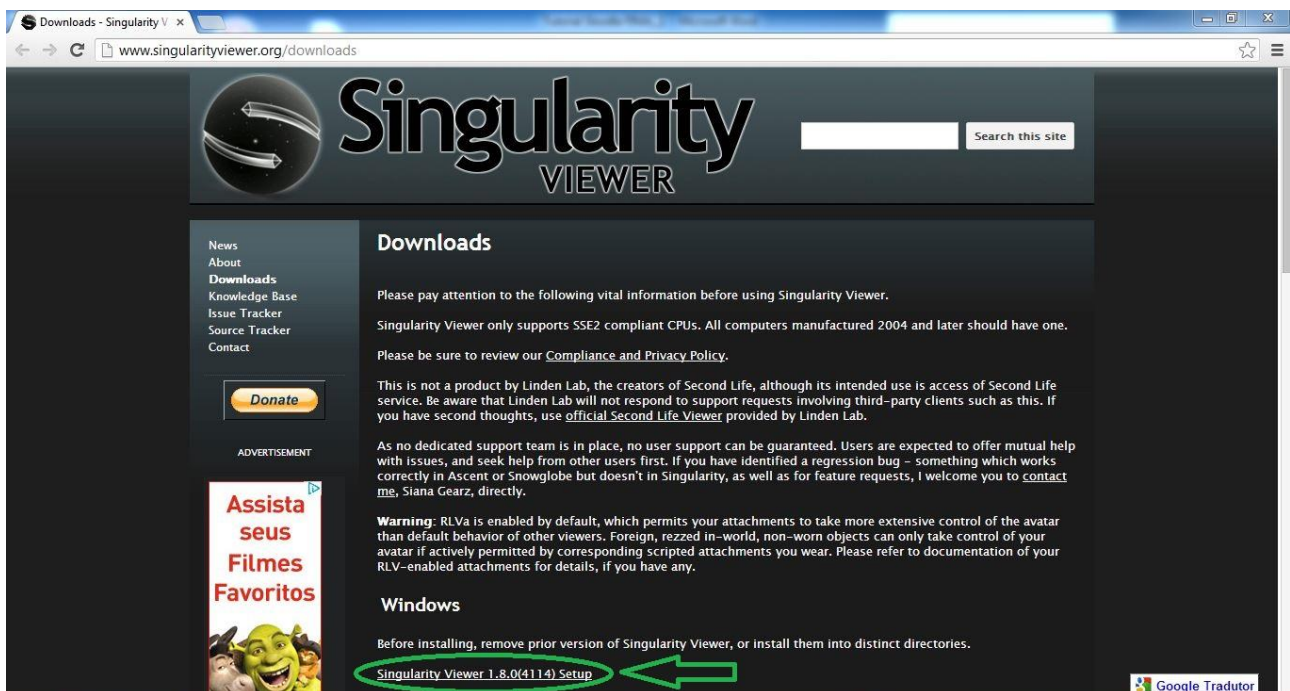 Downloads - Singularity V
www.singularityviewer.org/downloads
Singularity
VIEWER
Search this site
News
About
Downloads
Knowledge Base
Issue Tracker
Source Tracker
Contact
Donate
ADVERTISEMENT
Assista
seus
Filmes
Favoritos
Downloads
Please pay attention to the following vital information before using Singularity Viewer.
Singularity Viewer only supports SSE2 compliant CPUs. All computers manufactured 2004 and later should have one.
Please be sure to review our Compliance and Privacy Policy.
This is not a product by Linden Lab, the creators of Second Life, although its intended use is access of Second Life
service. Be aware that Linden Lab will not respond to support requests involving third-party clients such as this. If
you have second thoughts, use official Second Life Viewer provided by Linden Lab.
As no dedicated support team is in place, no user support can be guaranteed. Users are expected to offer mutual help
with issues, and seek help from other users first. If you have identified a regression bug – something which works
correctly in Ascent or Snowglobe but doesn't in Singularity, as well as for feature requests, I welcome you to contact
me, Siana Gearz, directly.
Warning: RLVa is enabled by default, which permits your attachments to take more extensive control of the avatar
than default behavior of other viewers. Foreign, rezzed in-world, non-worn objects can only take control of your
avatar if actively permitted by corresponding scripted attachments you wear. Please refer to documentation of your
RLV-enabled attachments for details, if you have any.
Windows
Before installing, remove prior version of Singularity Viewer, or install them into distinct directories.
Singularity Viewer 1.8.0(4114) Setup
Google Tradutor